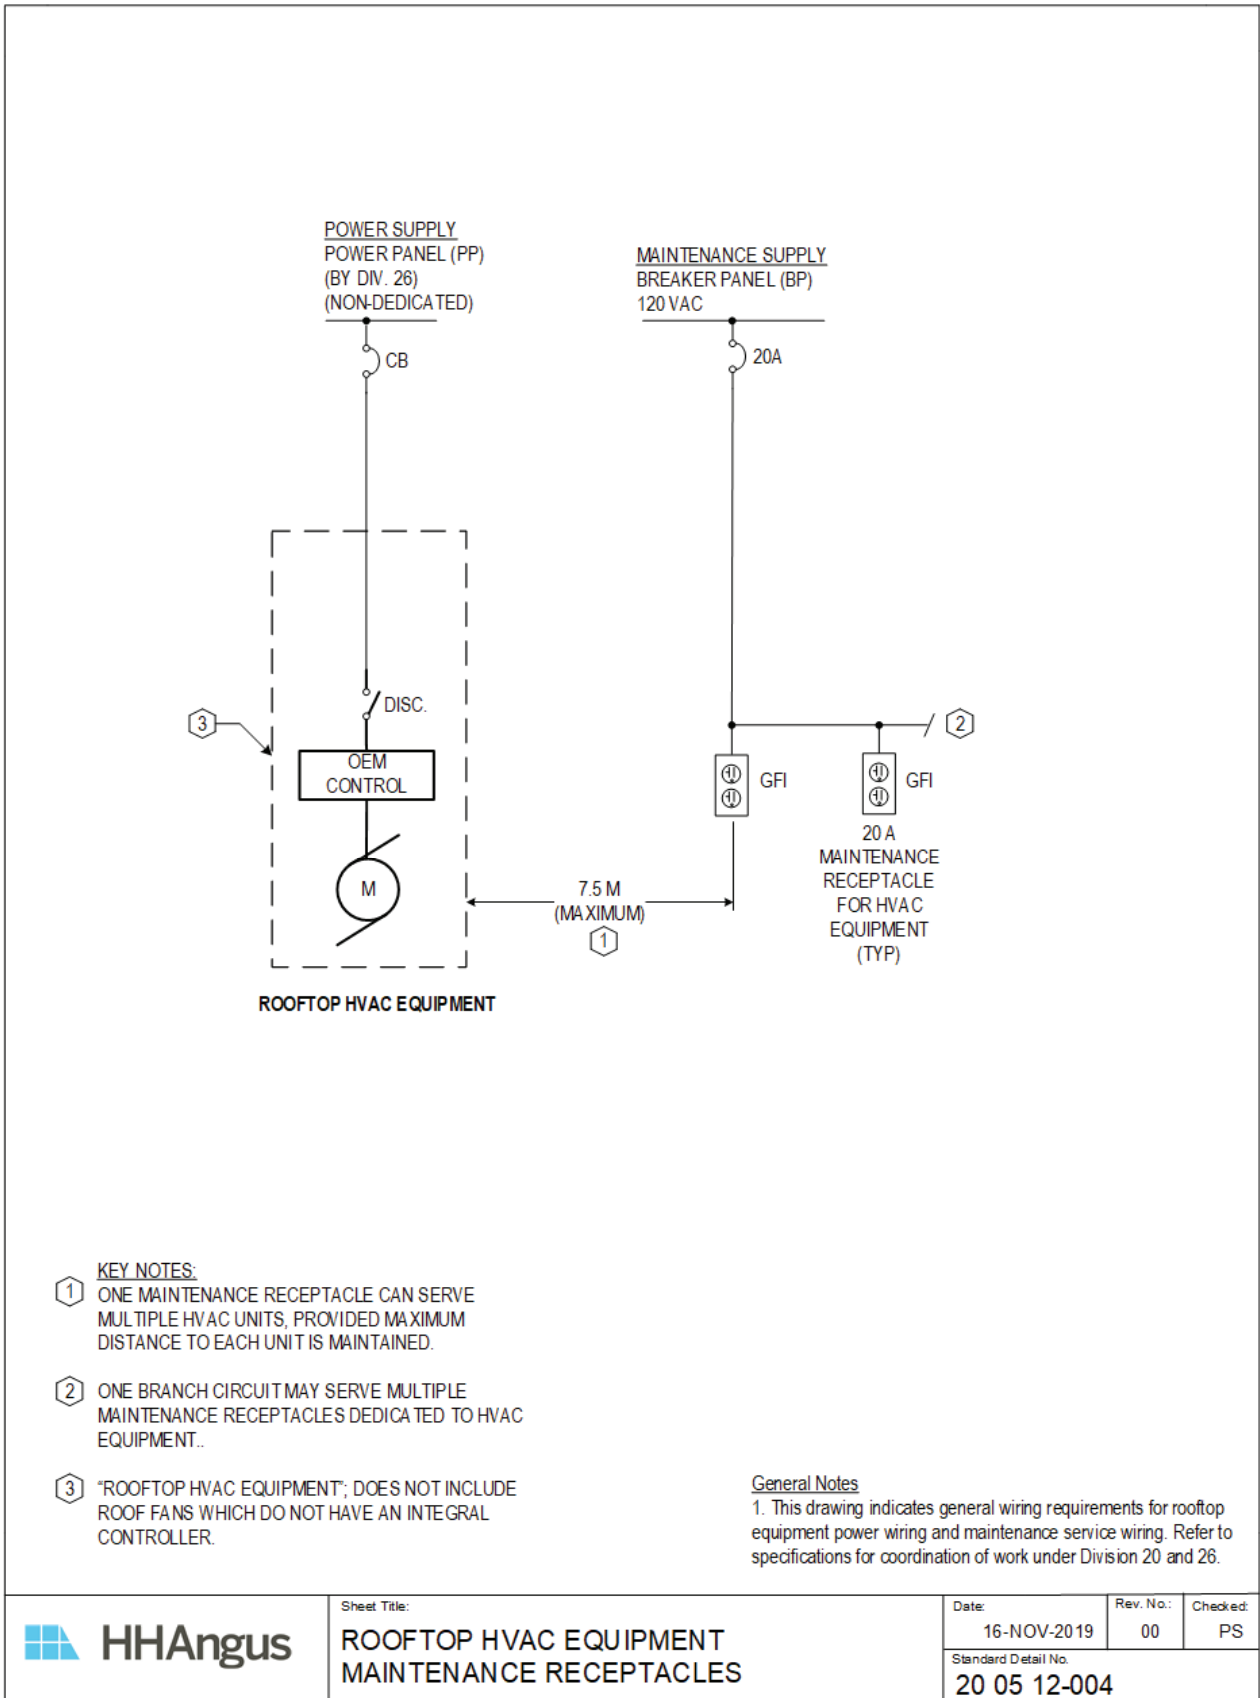 POWER SUPPLY
POWER PANEL (PP)
(BY DIV. 26)
(NON-DEDICATED)
CB
MAINTENANCE SUPPLY
BREAKER PANEL (BP)
120 VAC
20A
DISC.
3
OEM
CONTROL
M
2
GFI
GFI
20 A
MAINTENANCE
RECEPTACLE
FOR HVAC
EQUIPMENT
(TYP)
7.5 M
(MAXIMUM)
1
ROOFTOP HVAC EQUIPMENT
KEY NOTES:
1 ONE MAINTENANCE RECEPTACLE CAN SERVE
MULTIPLE HVAC UNITS, PROVIDED MAXIMUM
DISTANCE TO EACH UNIT IS MAINTAINED.
2 ONE BRANCH CIRCUIT MAY SERVE MULTIPLE
MAINTENANCE RECEPTACLES DEDICATED TO HVAC
EQUIPMENT..
3 "ROOFTOP HVAC EQUIPMENT"; DOES NOT INCLUDE
ROOF FANS WHICH DO NOT HAVE AN INTEGRAL
CONTROLLER.
General Notes
1. This drawing indicates general wiring requirements for rooftop
equipment power wiring and maintenance service wiring. Refer to
specifications for coordination of work under Division 20 and 26.
HHAngus
Sheet Title:
ROOFTOP HVAC EQUIPMENT
MAINTENANCE RECEPTACLES
Date:
16-NOV-2019
Rev. No.:
00
Checked:
PS
Standard Detail No.
20 05 12-004